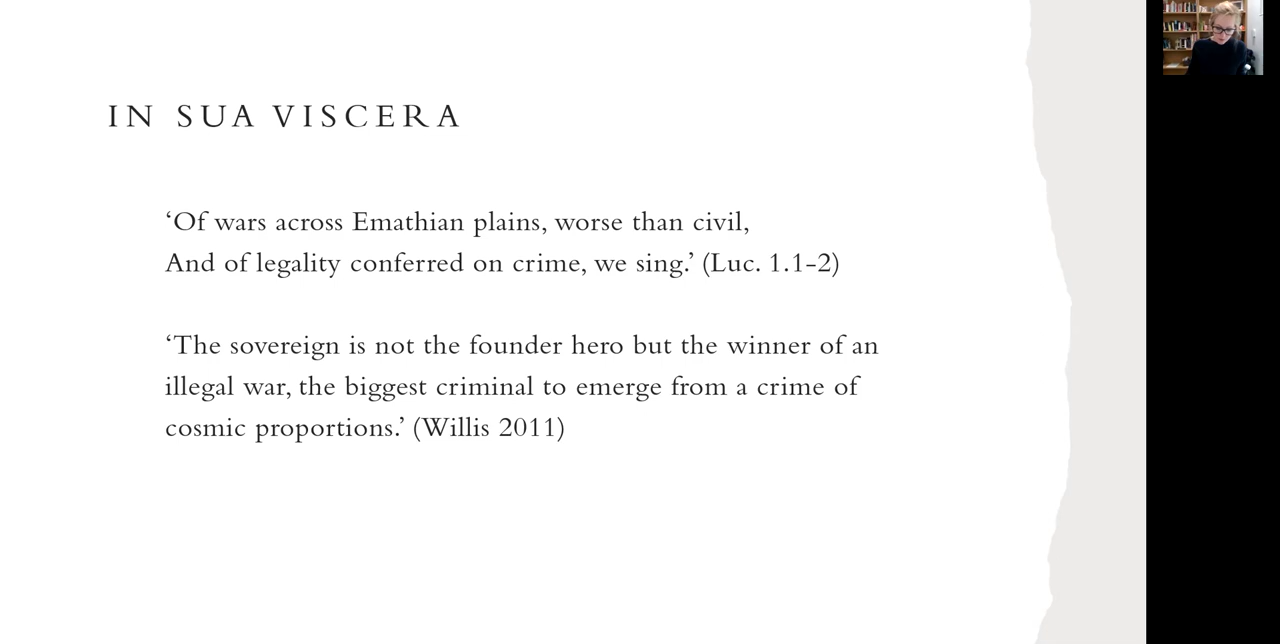 IN SUA VISCERA
‘Of wars across Emathian plains, worse than civil,
And of legality conferred on crime, we sing.’ (Luc. 1.1-2)
‘The sovereign is not the founder hero but the winner of an
illegal war, the biggest criminal to emerge from a crime of
cosmic proportions.’ (Willis 2011)